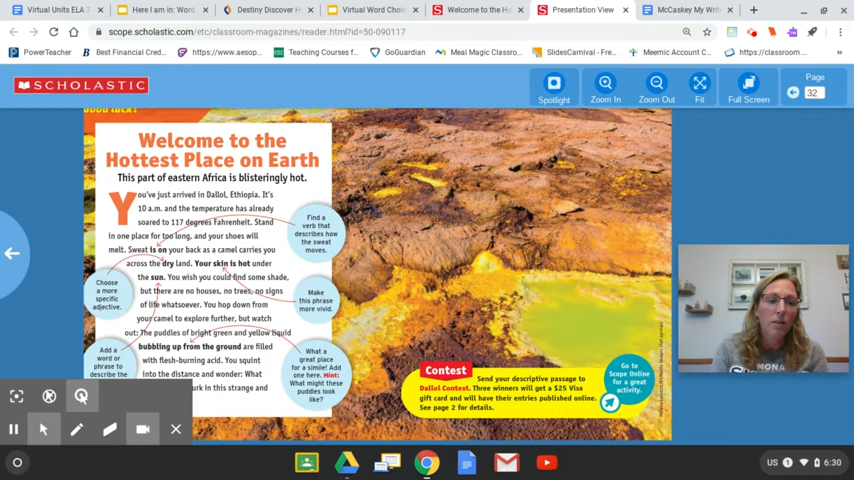 Virtual Units ELA 7
Here I am in: Word
Destiny Discover H
Virtual Word Choic
Welcome to the Ho
Presentation View
McCaskey My Writ
scope.scholastic.com/etc/classroom-magazines/reader.html?id=50-090117
PowerTeacher
Best Financial Cred...
https://www.aesop...
Teaching Courses f...
GoGuardian
Meal Magic Classro...
SlidesCarnival - Fre...
Meemic Account C...
https://classroom....
SCHOLASTIC
Spotlight
Zoom In
Zoom Out
Fit
Full Screen
Page
32
Good luck!
Welcome to the
Hottest Place on Earth
This part of eastern Africa is blisteringly hot.
You've just arrived in Dallol, Ethiopia. It's
10 a.m. and the temperature has already
soared to 117 degrees Fahrenheit. Stand
in one place for too long, and your shoes will
melt. Sweat is on your back as a camel carries you
across the dry land. Your skin is hot under
the sun. You wish you could find some shade,
but there are no houses, no trees, no signs
of life whatsoever. You hop down from
your camel to explore further, but watch
out: The puddles of bright green and yellow liquid
bubbling up from the ground are filled
with flesh-burning acid. You squint
into the distance and wonder: What
urk in this strange and
Find a
verb that
describes how
the sweat
moves.
Choose
a more
specific
adjective.
Make
this phrase
more vivid.
Add a
word or
phrase to
describe the
What a
great place
for a simile! Add
one here. Hint:
What might these
puddles look
like?
Contest
Send your descriptive passage to
Dallol Contest. Three winners will get a $25 Visa
gift card and will have their entries published online.
See page 2 for details.
Go to
Scope Online
for a great
activity.
MONA
US
1
6:30